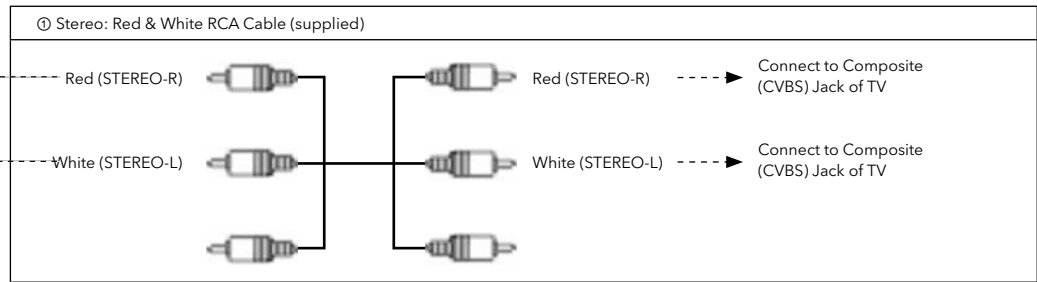 ① Stereo: Red & White RCA Cable (supplied)
Red (STEREO-R)
Red (STEREO-R)
Connect to Composite
(CVBS) Jack of TV
White (STEREO-L)
White (STEREO-L)
Connect to Composite
(CVBS) Jack of TV